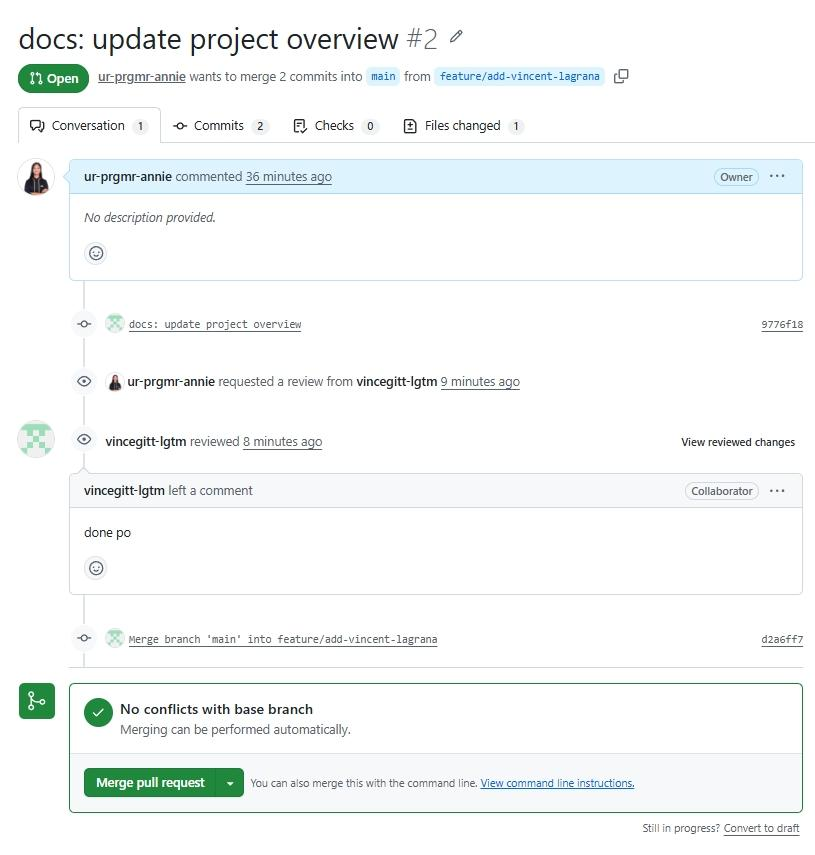 docs: update project overview #2
Open ur-prgmr-annie wants to merge 2 commits into main from feature/add-vincent-lagrana
Conversation 1 Commits 2 Checks 0 Files changed 1
ur-prgmr-annie commented 36 minutes ago Owner ...
No description provided.
docs: update project overview 9776f18
ur-prgmr-annie requested a review from vincegitt-lgtm 9 minutes ago
vincegitt-lgtm reviewed 8 minutes ago View reviewed changes
vincegitt-lgtm left a comment Collaborator ...
done po
Merge branch 'main' into feature/add-vincent-lagrana d2a6ff7
No conflicts with base branch
Merging can be performed automatically.
Merge pull request You can also merge this with the command line. View command line instructions.
Still in progress? Convert to draft